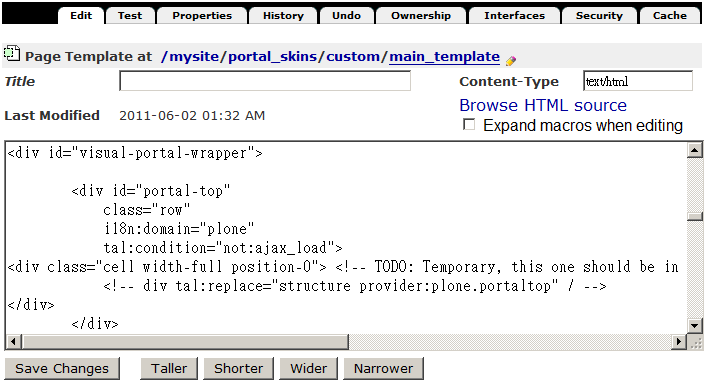 Edit Test Properties History Undo Ownership Interfaces Security Cache
Page Template at /mysite/portal_skins/custom/main_template
Title Content-Type text/html
Last Modified 2011-06-02 01:32 AM Browse HTML source
Expand macros when editing
<div id="visual-portal-wrapper">
<div id="portal-top"
class="row"
i18n:domain="plone"
tal:condition="not:ajax_load">
<div class="cell width-full position-0"> <!-- TODO: Temporary, this one should be in
<!-- div tal:replace="structure provider:plone.portaltop" / -->
</div>
</div>
Save Changes Taller Shorter Wider Narrower